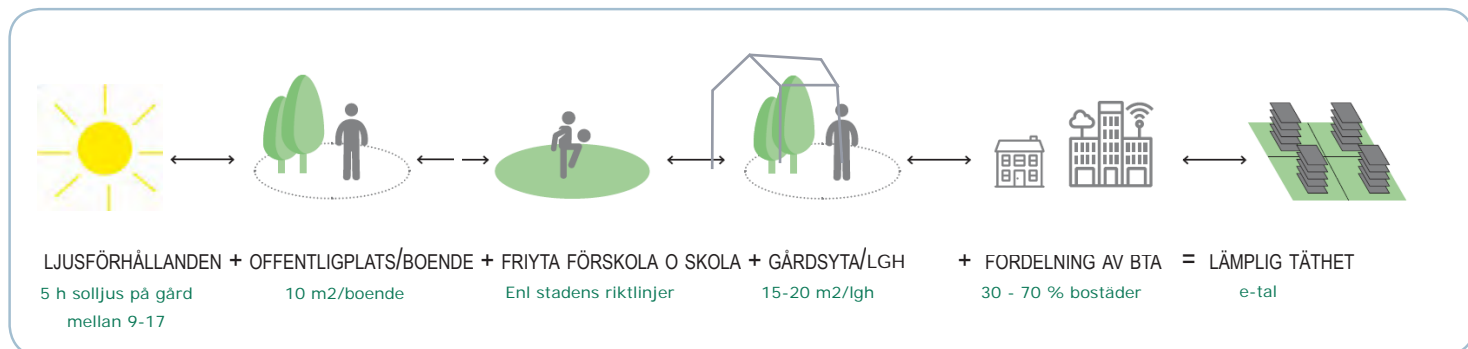 LJUSFÖRHÅLLANDEN + OFFENTLIGPLATS/BOENDE + FRIYTA FÖRSKOLA O SKOLA + GÅRDSYTA/LGH + FORDELNING AV BTA = LÄMPLIG TÄTHET
5 h solljus på gård 10 m2/boende Enl stadens riktlinjer 15-20 m2/lgh 30 - 70 % bostäder e-tal
mellan 9-17